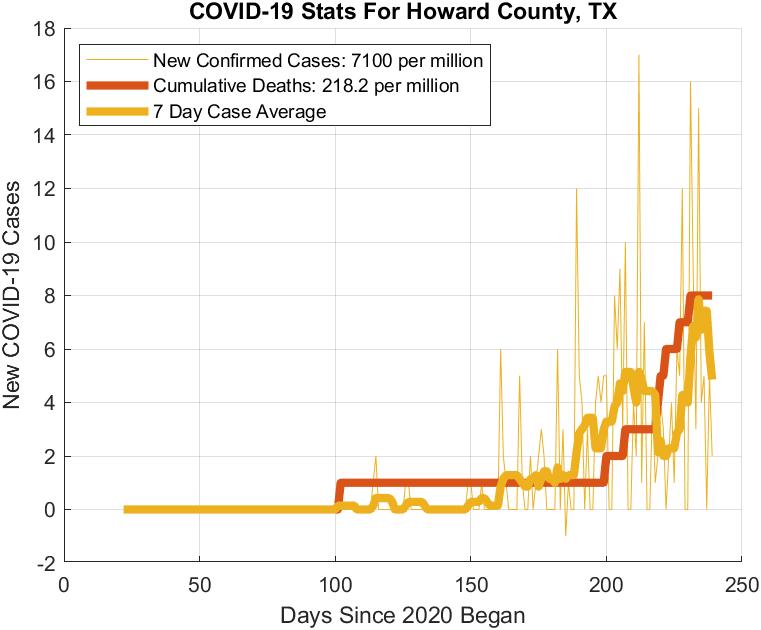 COVID-19 Stats For Howard County, TX
18
16
14
12
10
8
6
4
2
0
-2
New COVID-19 Cases
New Confirmed Cases: 7100 per million
Cumulative Deaths: 218.2 per million
7 Day Case Average
0 50 100 150 200 250
Days Since 2020 Began